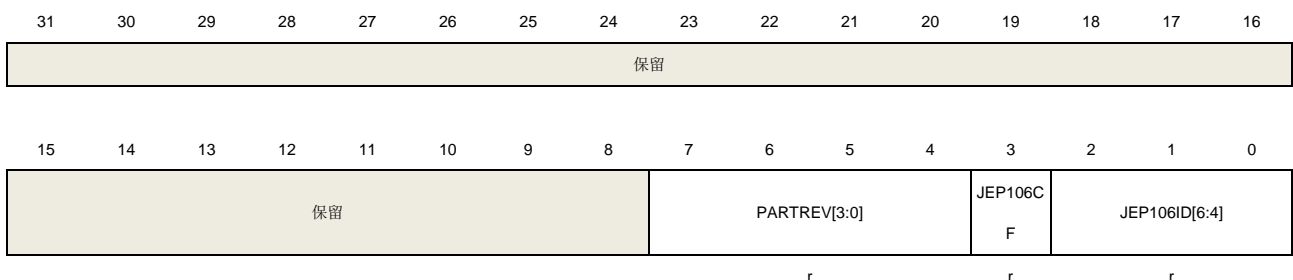 31 30 29 28 27 26 25 24 23 22 21 20 19 18 17 16
保留
15 14 13 12 11 10 9 8 7 6 5 4 3 2 1 0
保留 PARTREV[3:0] JEP106C JEP106ID[6:4]
F
r r r